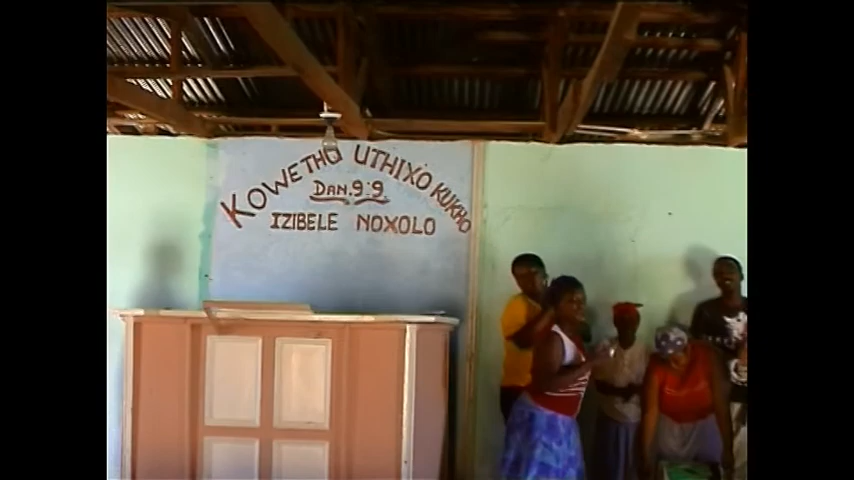 KOWETHU UTHIXO KUKHO
DAN. 9:9.
IZIBELE NOXOLO